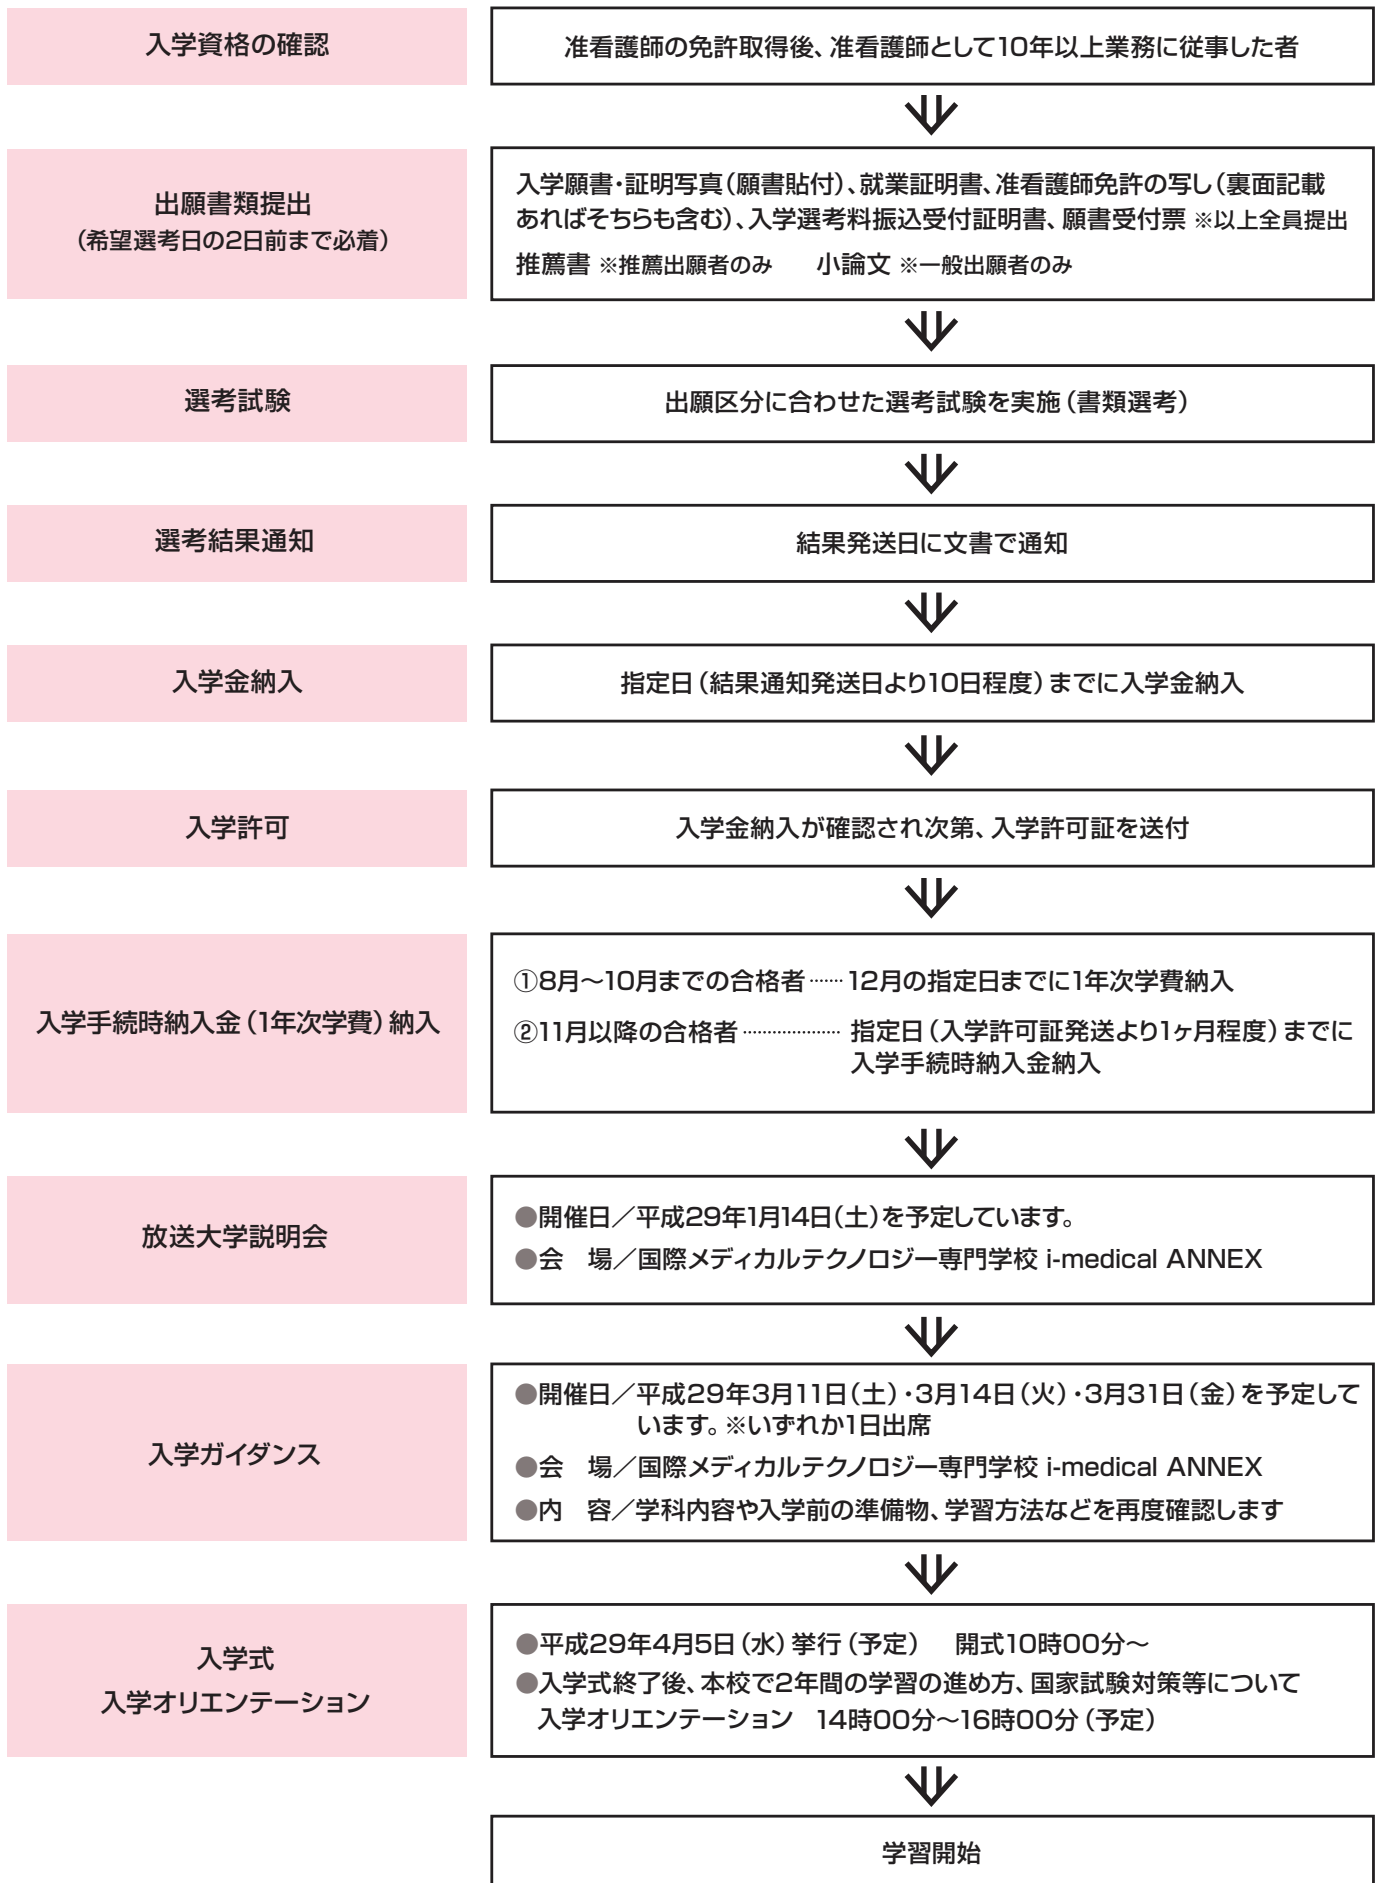 入学資格の確認
准看護師の免許取得後、准看護師として10年以上業務に従事した者
出願書類提出
(希望選考日の2日前まで必着)
入学願書・証明写真(願書貼付)、就業証明書、准看護師免許の写し(裏面記載
あればそちらも含む)、入学選考料振込受付証明書、願書受付票 ※以上全員提出
推薦書 ※推薦出願者のみ　小論文 ※一般出願者のみ
選考試験
出願区分に合わせた選考試験を実施(書類選考)
選考結果通知
結果発送日に文書で通知
入学金納入
指定日(結果通知発送日より10日程度)までに入学金納入
入学許可
入学金納入が確認され次第、入学許可証を送付
入学手続時納入金(1年次学費)納入
①8月〜10月までの合格者……12月の指定日までに1年次学費納入
②11月以降の合格者………………指定日(入学許可証発送より1ヶ月程度)までに
入学手続時納入金納入
放送大学説明会
●開催日／平成29年1月14日(土)を予定しています。
●会　場／国際メディカルテクノロジー専門学校 i-medical ANNEX
入学ガイダンス
●開催日／平成29年3月11日(土)・3月14日(火)・3月31日(金)を予定して
います。※いずれか1日出席
●会　場／国際メディカルテクノロジー専門学校 i-medical ANNEX
●内　容／学科内容や入学前の準備物、学習方法などを再度確認します
入学式
入学オリエンテーション
●平成29年4月5日(水)挙行(予定)　開式10時00分〜
●入学式終了後、本校で2年間の学習の進め方、国家試験対策等について
入学オリエンテーション　14時00分〜16時00分(予定)
学習開始